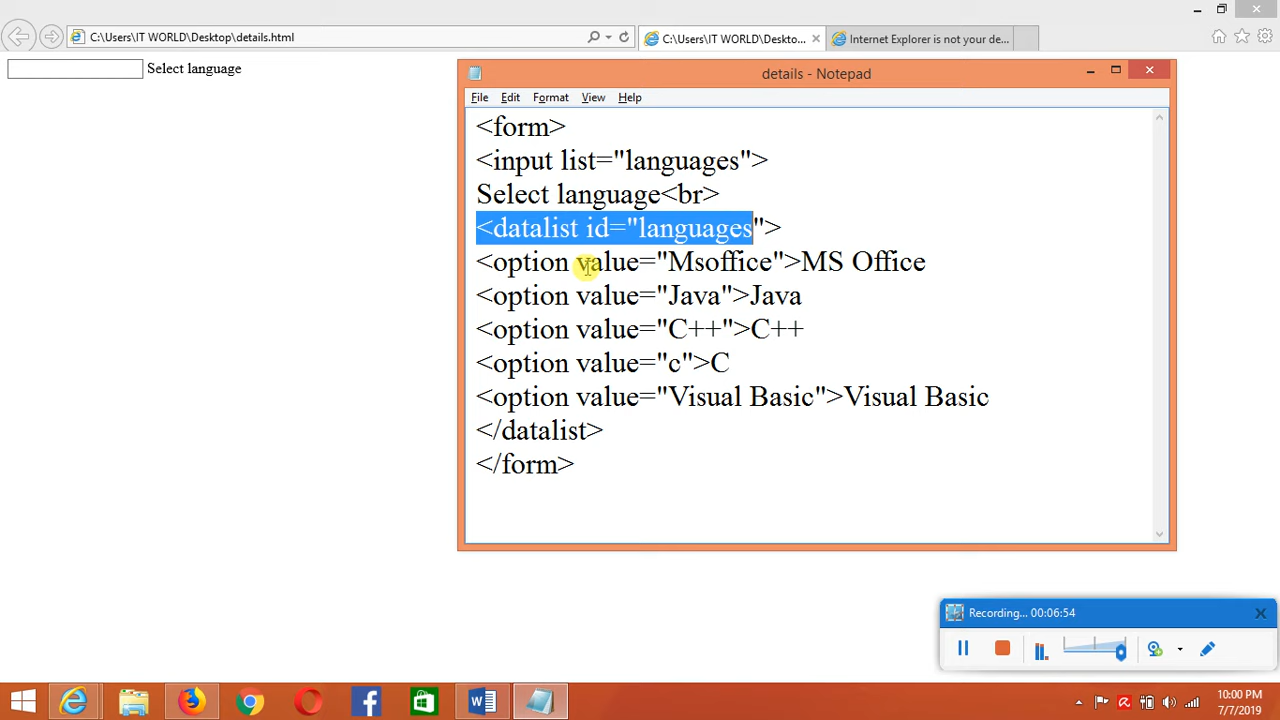 C:\Users\IT WORLD\Desktop\details.html
C:\Users\IT WORLD\Deskto...
Internet Explorer is not your de...
Select language
details - Notepad
File Edit Format View Help
<form>
<input list="languages">
Select language<br>
<datalist id="languages">
<option value="Msoffice">MS Office
<option value="Java">Java
<option value="C++">C++
<option value="c">C
<option value="Visual Basic">Visual Basic
</datalist>
</form>
Recording... 00:06:54
10:00 PM
7/7/2019